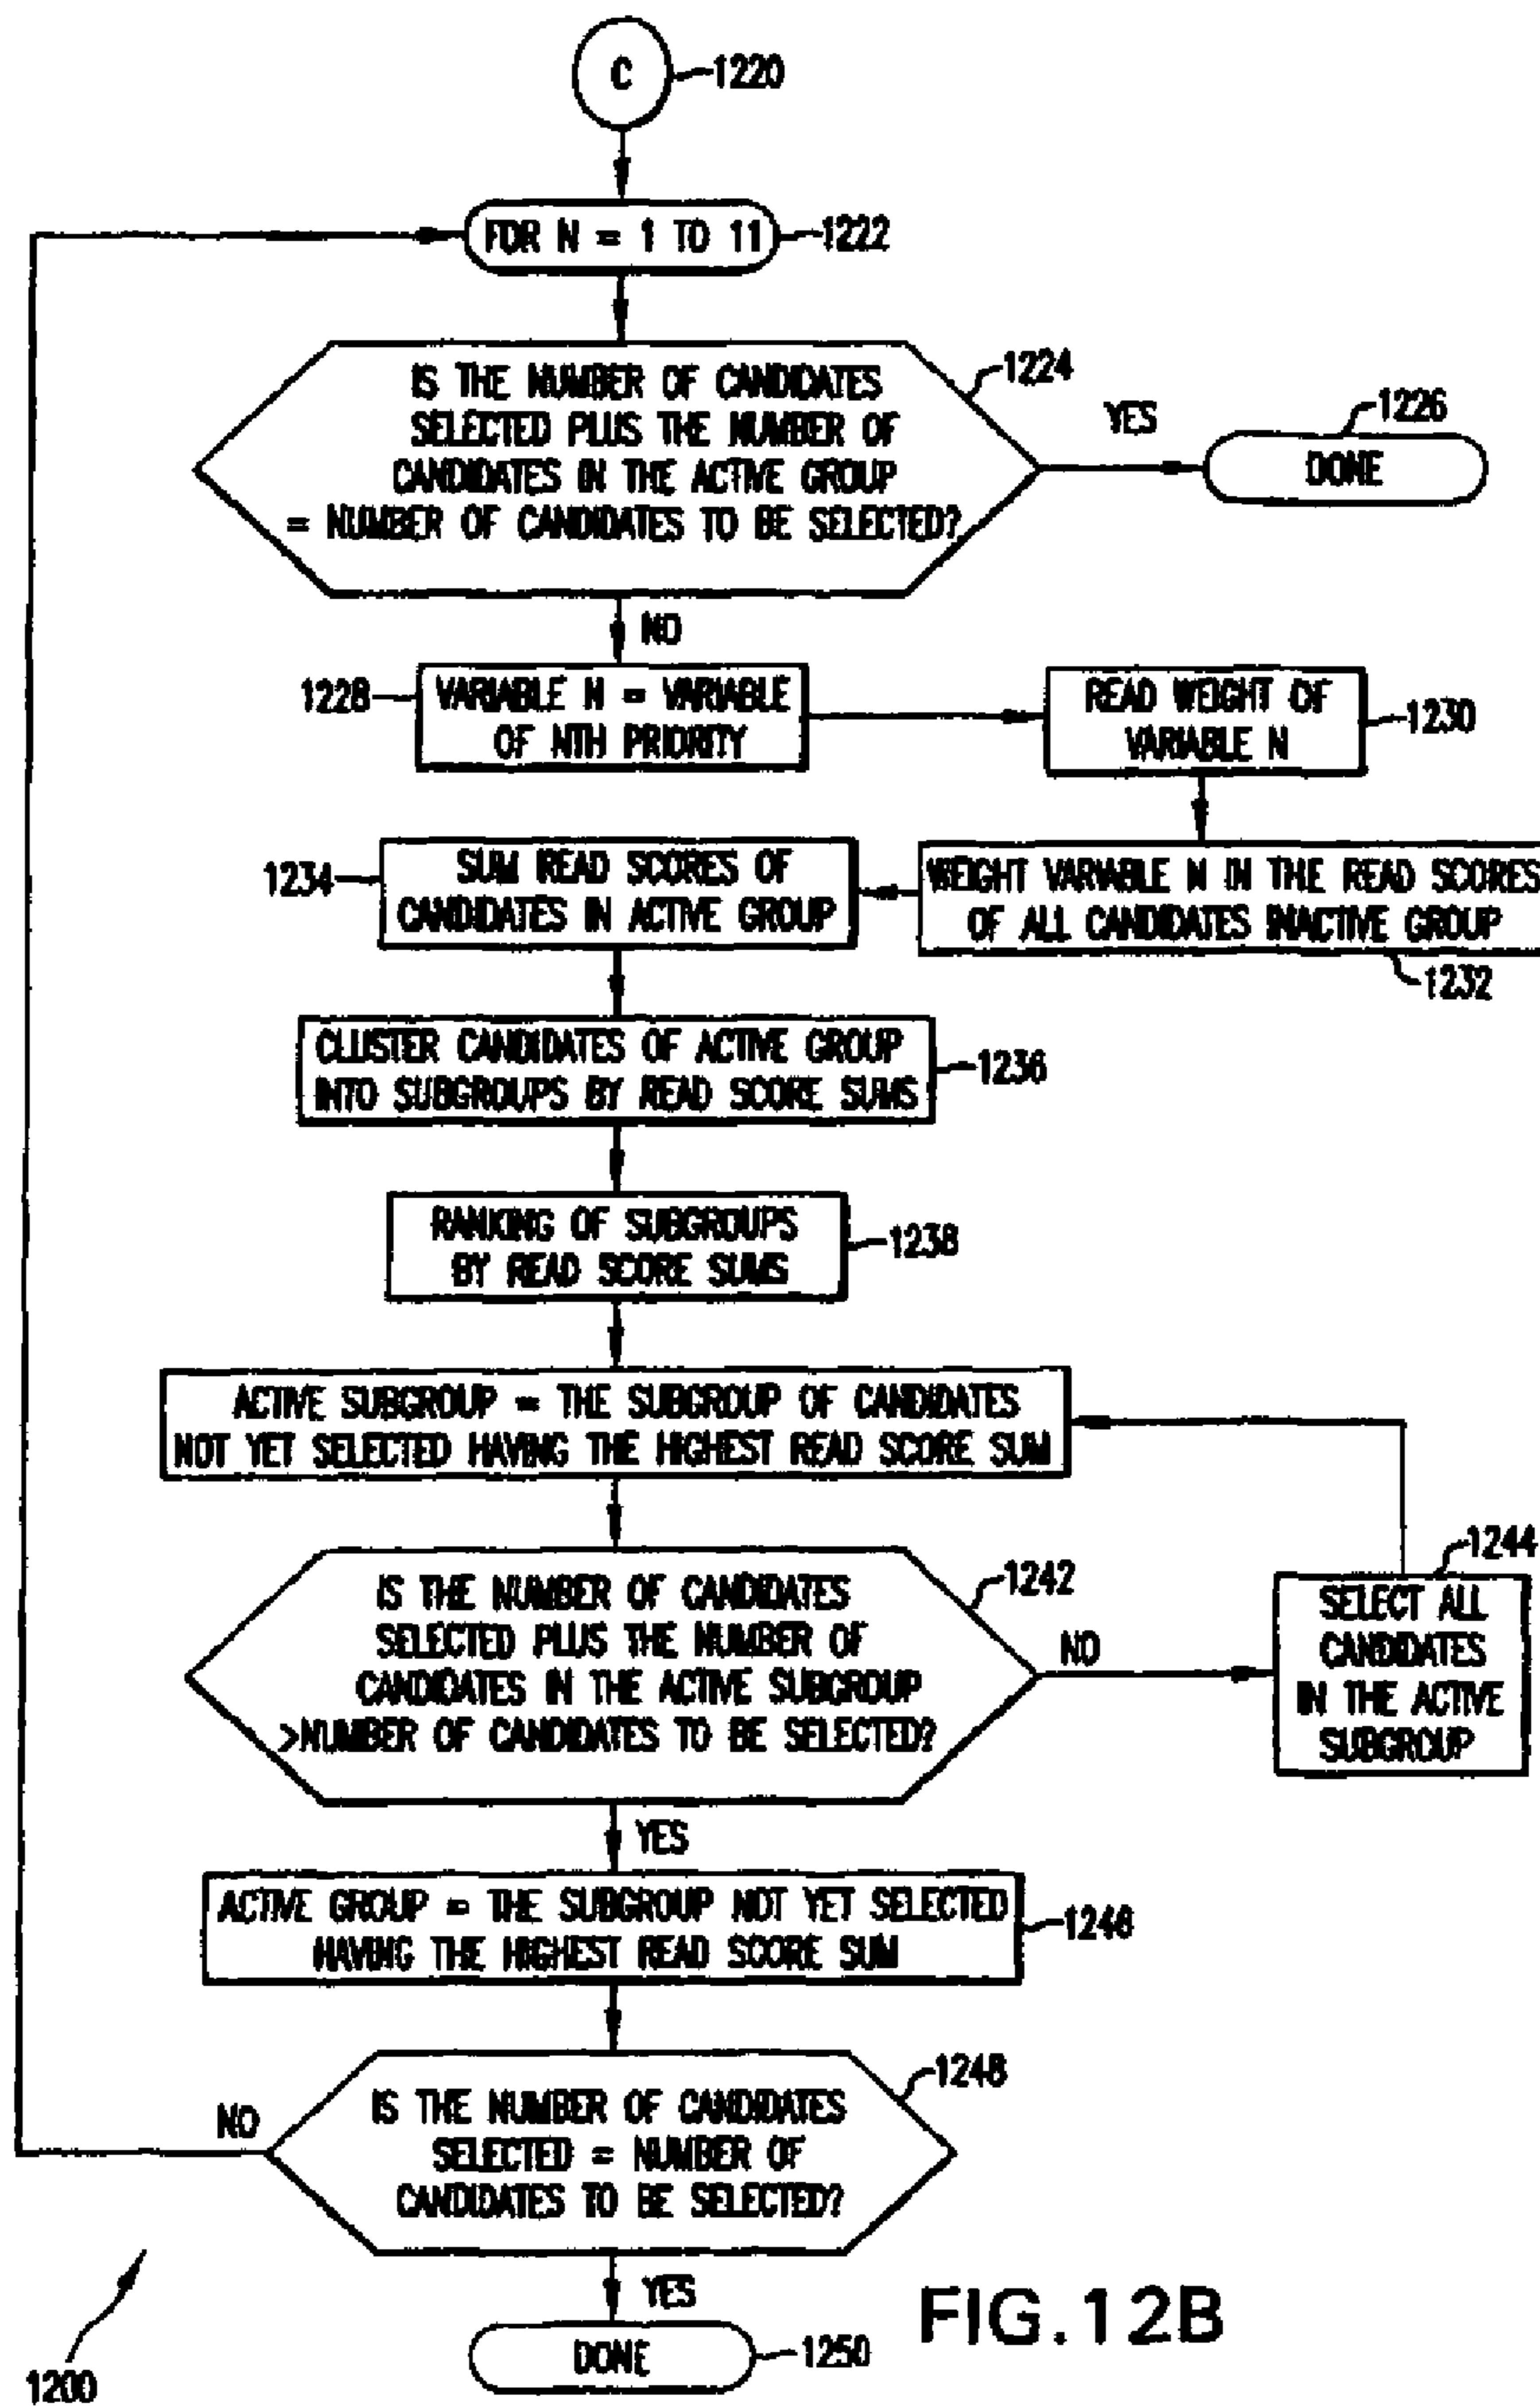 C
1220
FOR N = 1 TO 11
1222
IS THE NUMBER OF CANDIDATES
SELECTED PLUS THE NUMBER OF
CANDIDATES IN THE ACTIVE GROUP
= NUMBER OF CANDIDATES TO BE SELECTED?
1224
YES
1226
DONE
NO
1228
VARIABLE N = VARIABLE
OF NTH PRIORITY
READ WEIGHT OF
VARIABLE N
1230
1234
SUM READ SCORES OF
CANDIDATES IN ACTIVE GROUP
WEIGHT VARIABLE N IN THE READ SCORES
OF ALL CANDIDATES INACTIVE GROUP
1232
CLUSTER CANDIDATES OF ACTIVE GROUP
INTO SUBGROUPS BY READ SCORE SUMS
1236
RANKING OF SUBGROUPS
BY READ SCORE SUMS
1238
ACTIVE SUBGROUP = THE SUBGROUP OF CANDIDATES
NOT YET SELECTED HAVING THE HIGHEST READ SCORE SUM
IS THE NUMBER OF CANDIDATES
SELECTED PLUS THE NUMBER OF
CANDIDATES IN THE ACTIVE SUBGROUP
>NUMBER OF CANDIDATES TO BE SELECTED?
1242
NO
1244
SELECT ALL
CANDIDATES
IN THE ACTIVE
SUBGROUP
YES
ACTIVE GROUP = THE SUBGROUP NOT YET SELECTED
HAVING THE HIGHEST READ SCORE SUM
1246
1248
NO
IS THE NUMBER OF CANDIDATES
SELECTED = NUMBER OF
CANDIDATES TO BE SELECTED?
YES
DONE
1250
1200
FIG.12B